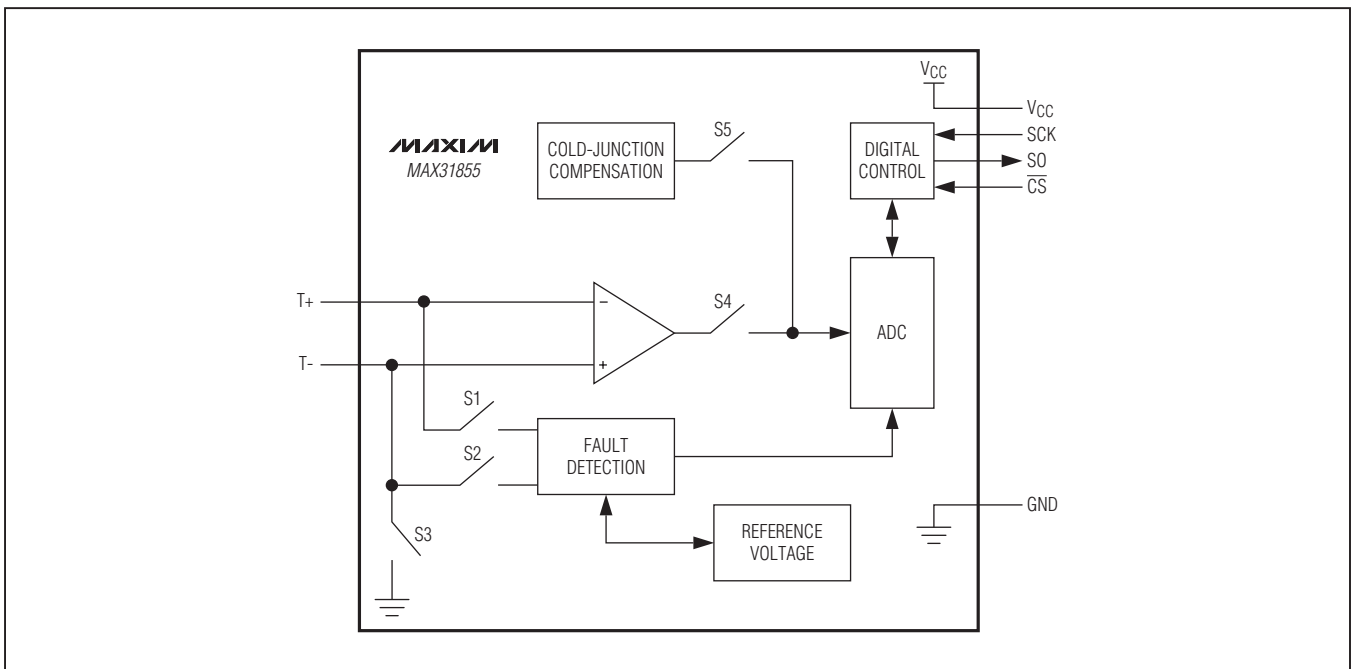 VCC
VCC
SCK
SO
CS
MAXIM
MAX31855
COLD-JUNCTION
COMPENSATION
S5
DIGITAL
CONTROL
T+
−
S4
ADC
T-
+
S1
FAULT
DETECTION
S2
S3
REFERENCE
VOLTAGE
GND